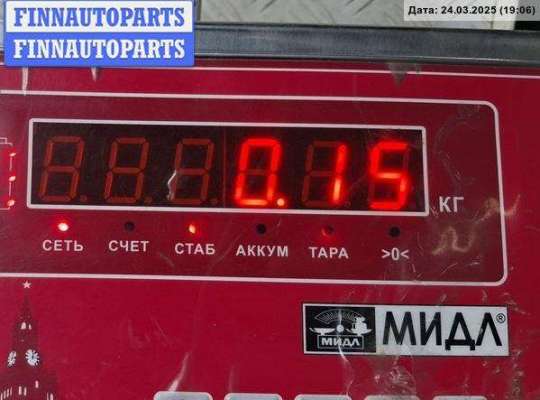 Дата: 24.03.2025 (19:06)
FINNAUTOPARTS
FINNAUTOPARTS
0.15 КГ
СЕТЬ СЧЕТ СТАБ АККУМ ТАРА >0<
МИДЛ МИДЛ®